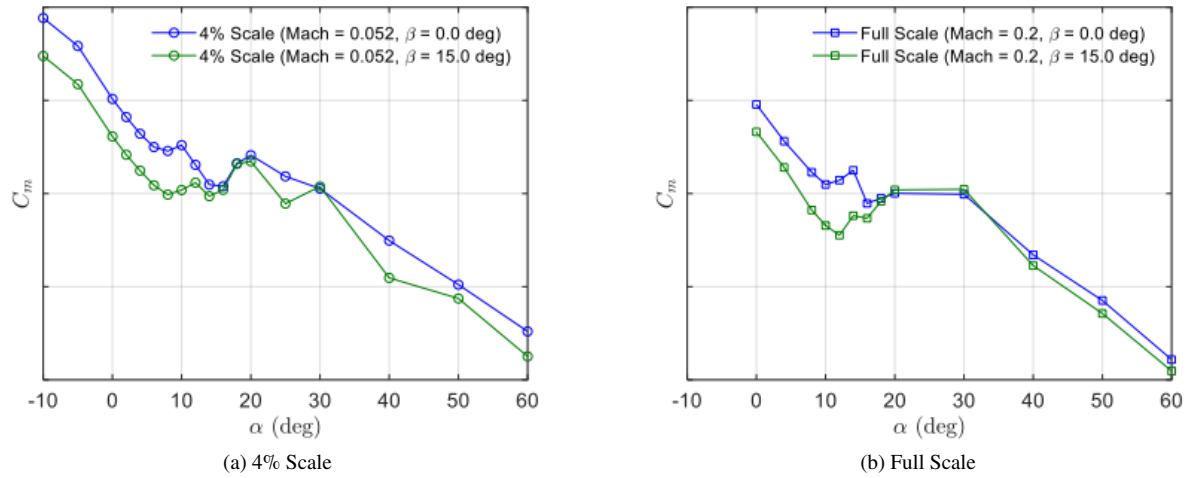 4% Scale (Mach = 0.052, β = 0.0 deg)
4% Scale (Mach = 0.052, β = 15.0 deg)
C_m
-10 0 10 20 30 40 50 60
α (deg)
(a) 4% Scale
Full Scale (Mach = 0.2, β = 0.0 deg)
Full Scale (Mach = 0.2, β = 15.0 deg)
C_m
-10 0 10 20 30 40 50 60
α (deg)
(b) Full Scale